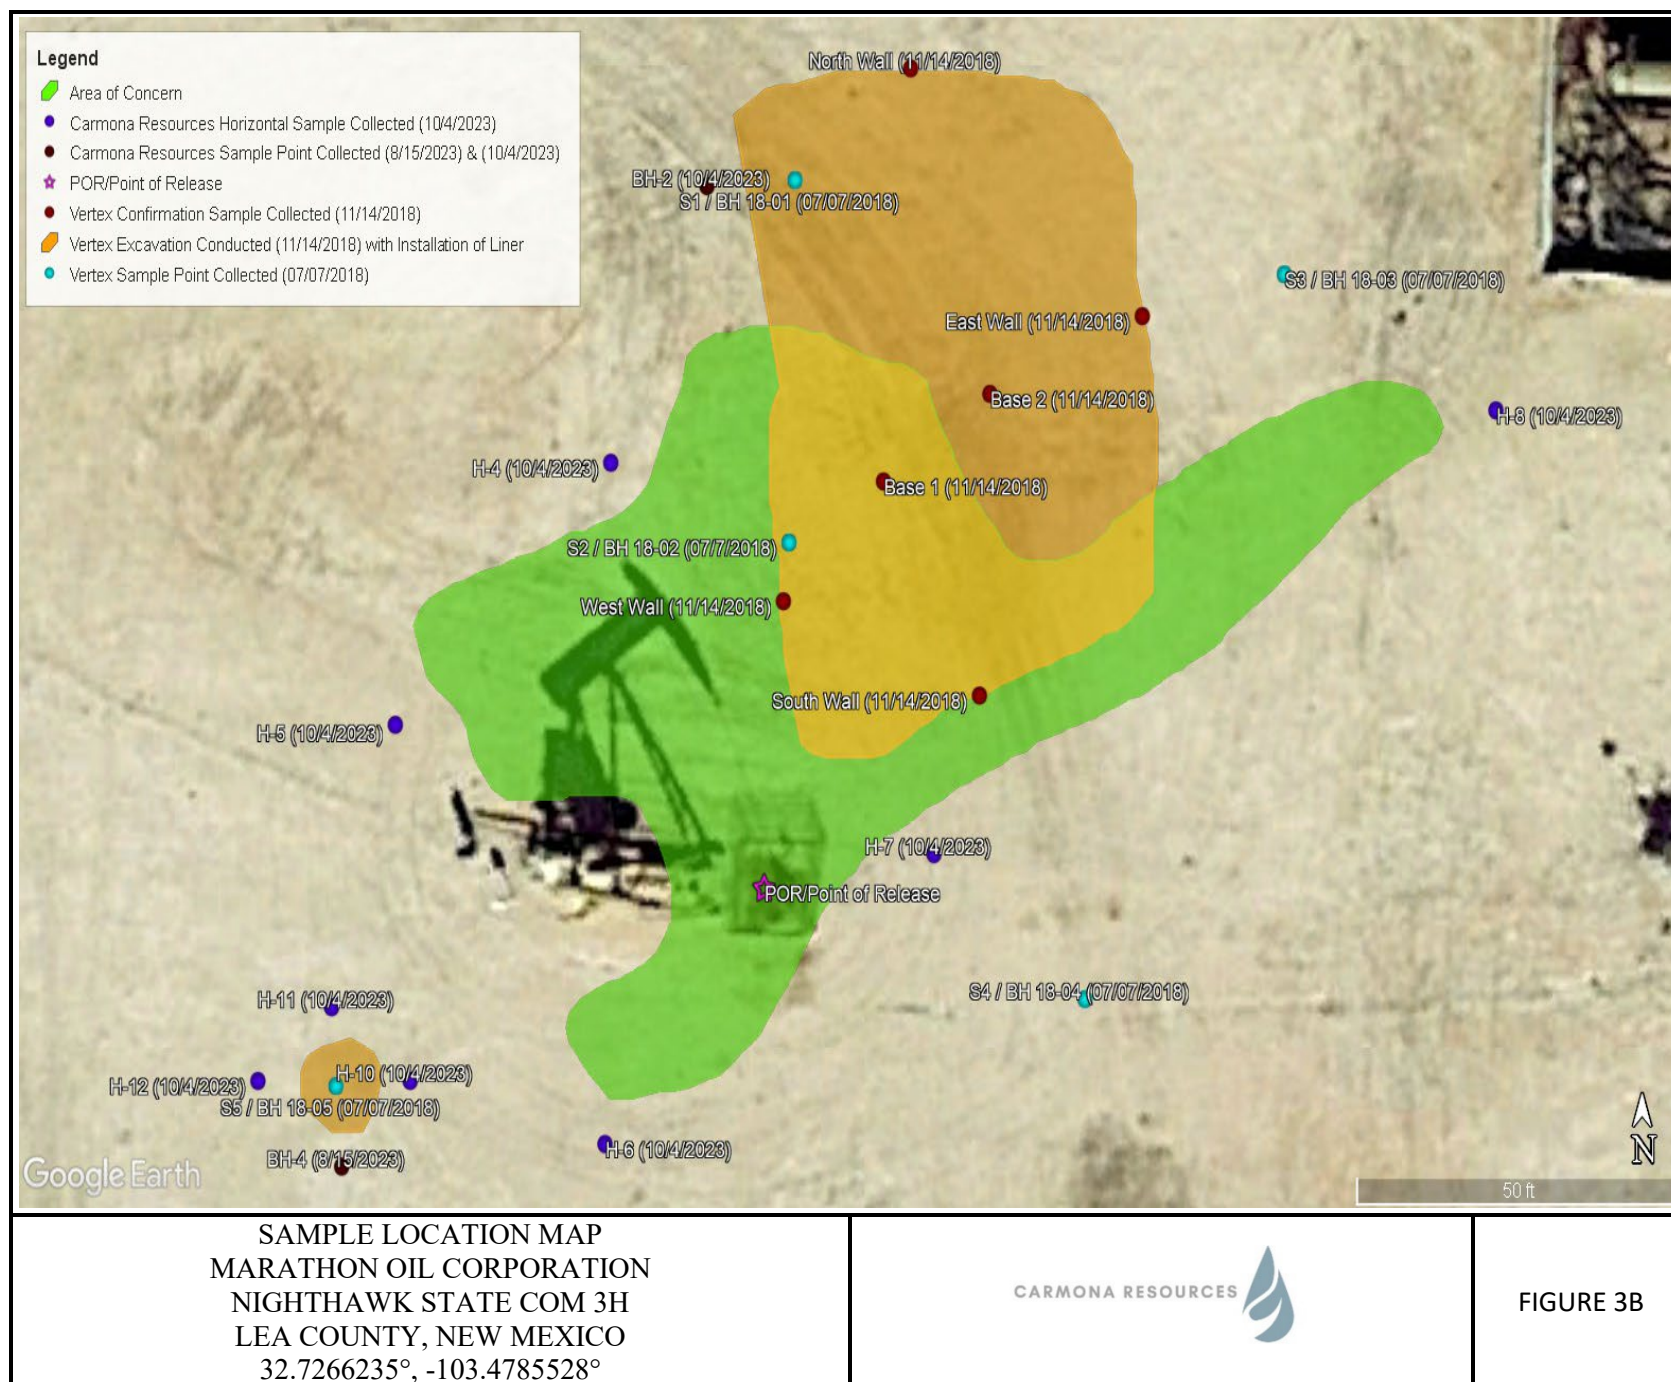 Legend
Area of Concern
Carmona Resources Horizontal Sample Collected (10/4/2023)
Carmona Resources Sample Point Collected (8/15/2023) & (10/4/2023)
POR/Point of Release
Vertex Confirmation Sample Collected (11/14/2018)
Vertex Excavation Conducted (11/14/2018) with Installation of Liner
Vertex Sample Point Collected (07/07/2018)
North Wall (11/14/2018)
BH-2 (10/4/2023)
S1 / BH 18-01 (07/07/2018)
S3 / BH 18-03 (07/07/2018)
East Wall (11/14/2018)
Base 2 (11/14/2018)
H-8 (10/4/2023)
H-4 (10/4/2023)
Base 1 (11/14/2018)
S2 / BH 18-02 (07/7/2018)
West Wall (11/14/2018)
South Wall (11/14/2018)
H-5 (10/4/2023)
H-7 (10/4/2023)
POR/Point of Release
S4 / BH 18-04 (07/07/2018)
H-11 (10/4/2023)
H-10 (10/4/2023)
H-12 (10/4/2023)
S5 / BH 18-05 (07/07/2018)
H-6 (10/4/2023)
BH-4 (8/15/2023)
Google Earth
N
50 ft
SAMPLE LOCATION MAP
MARATHON OIL CORPORATION
NIGHTHAWK STATE COM 3H
LEA COUNTY, NEW MEXICO
32.7266235°, -103.4785528°
CARMONA RESOURCES
FIGURE 3B